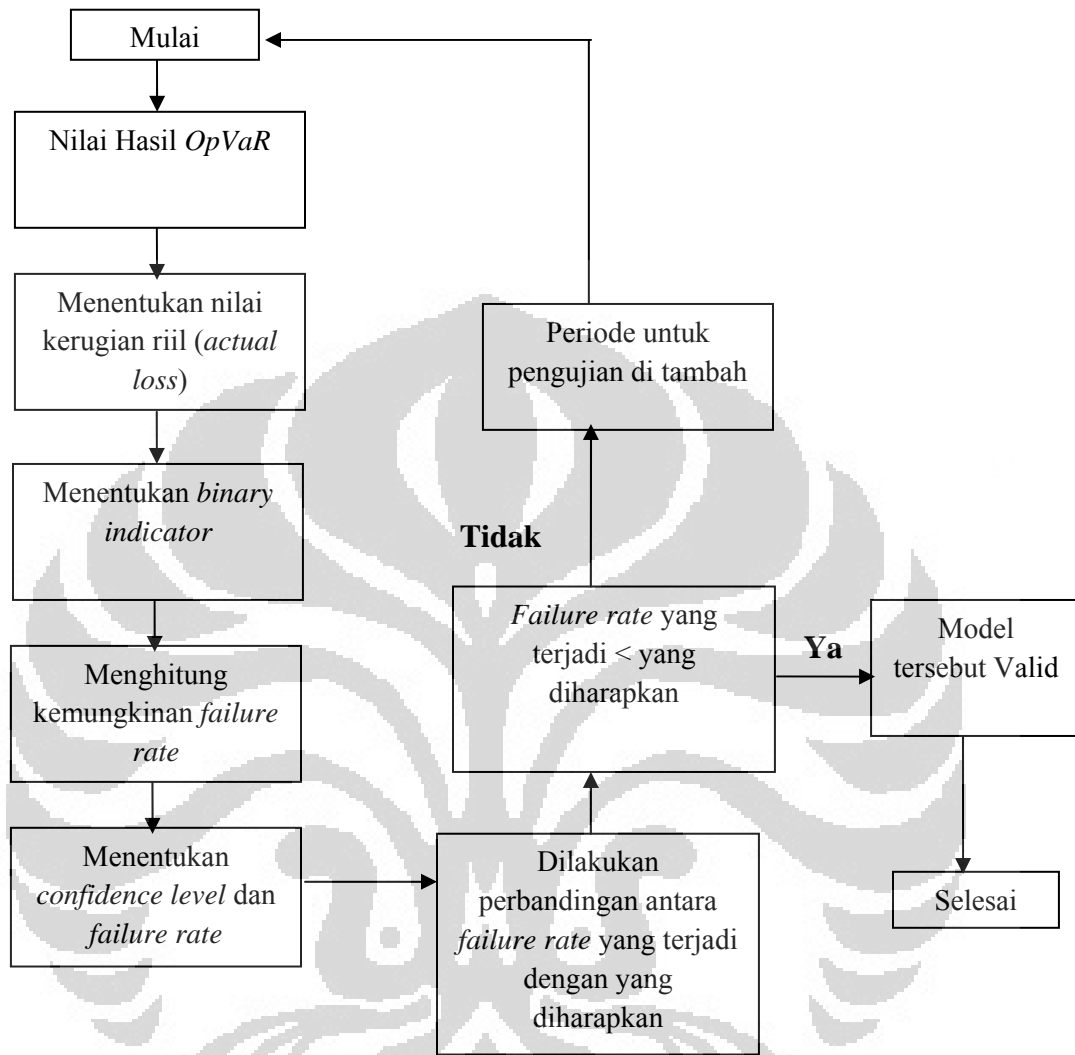 Mulai
Nilai Hasil OpVaR
Menentukan nilai
kerugian riil (actual
loss)
Menentukan binary
indicator
Menghitung
kemungkinan failure
rate
Menentukan
confidence level dan
failure rate
Dilakukan
perbandingan antara
failure rate yang terjadi
dengan yang
diharapkan
Failure rate yang
terjadi < yang
diharapkan
Tidak
Periode untuk
pengujian di tambah
Ya
Model
tersebut Valid
Selesai